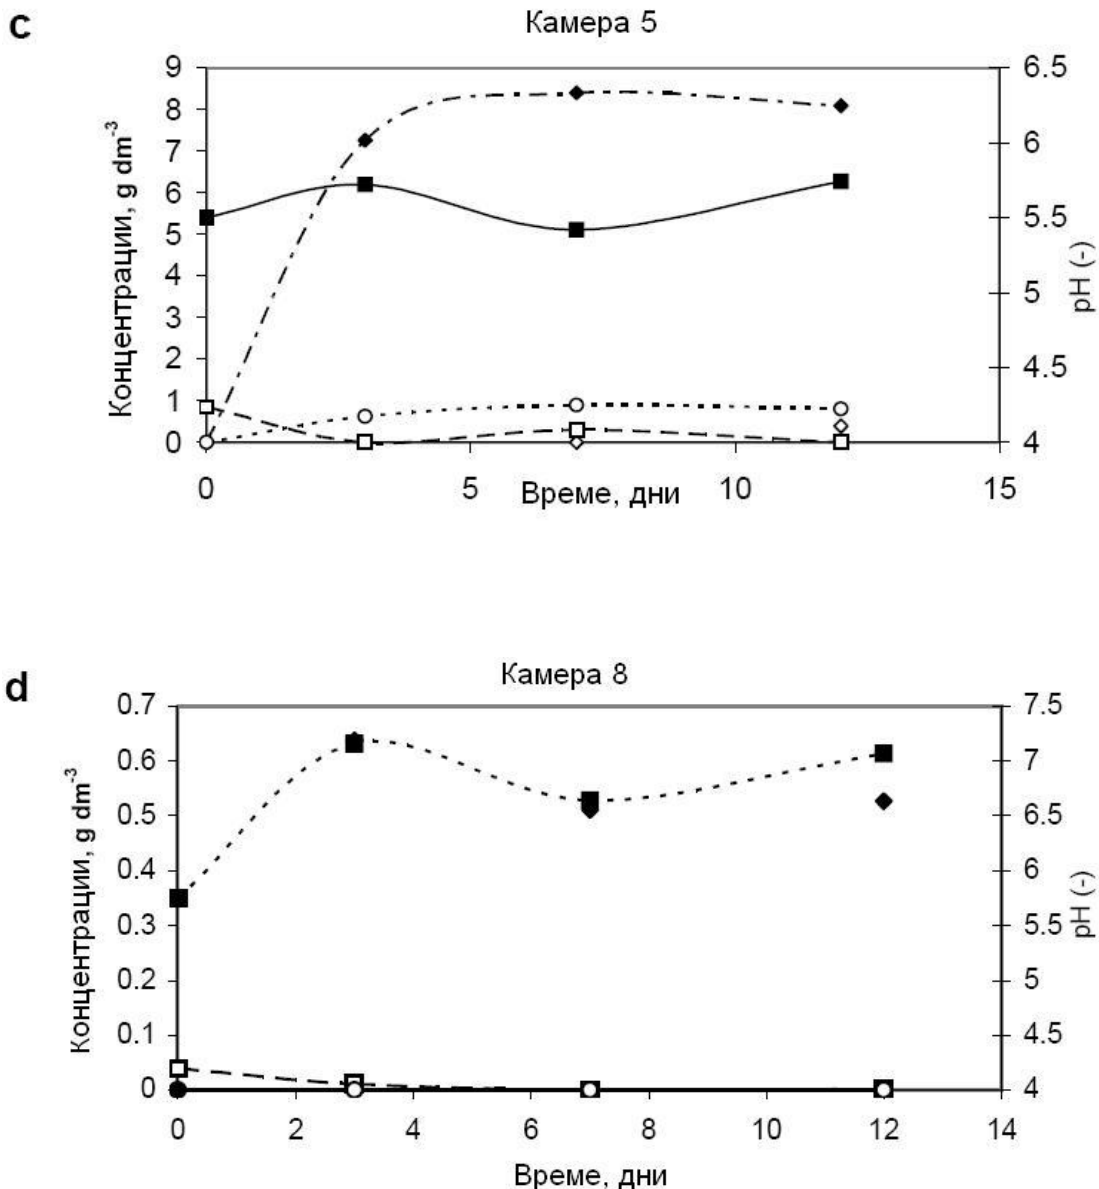 c
Камера 5
Концентрации, g dm-3
9
8
7
6
5
4
3
2
1
0
6.5
6
5.5
5
4.5
4
pH (-)
0 5 10 15
Време, дни
d
Камера 8
Концентрации, g dm-3
0.7
0.6
0.5
0.4
0.3
0.2
0.1
0
7.5
7
6.5
6
5.5
5
4.5
4
pH (-)
0 2 4 6 8 10 12 14
Време, дни